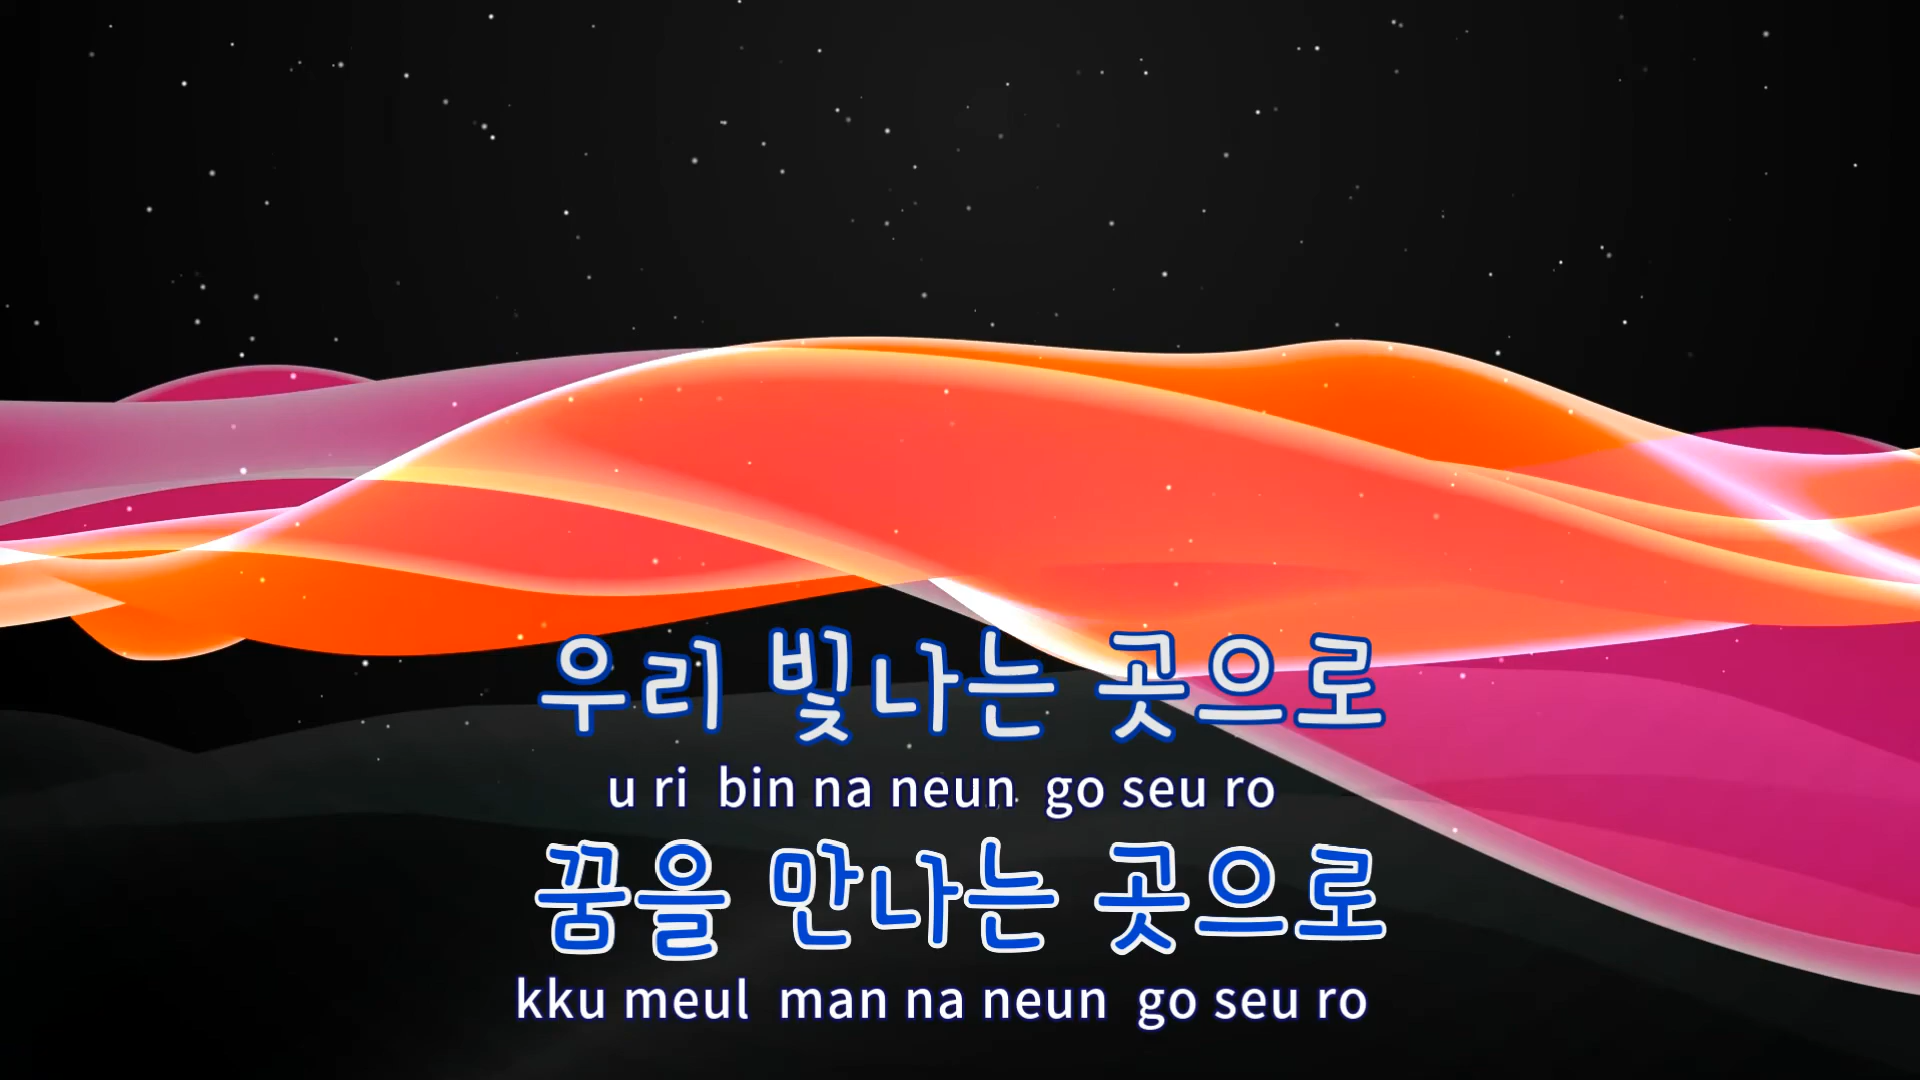 우리 빛나는 곳으로
u ri bin na neun go seu ro
꿈을 만나는 곳으로
kku meul man na neun go seu ro